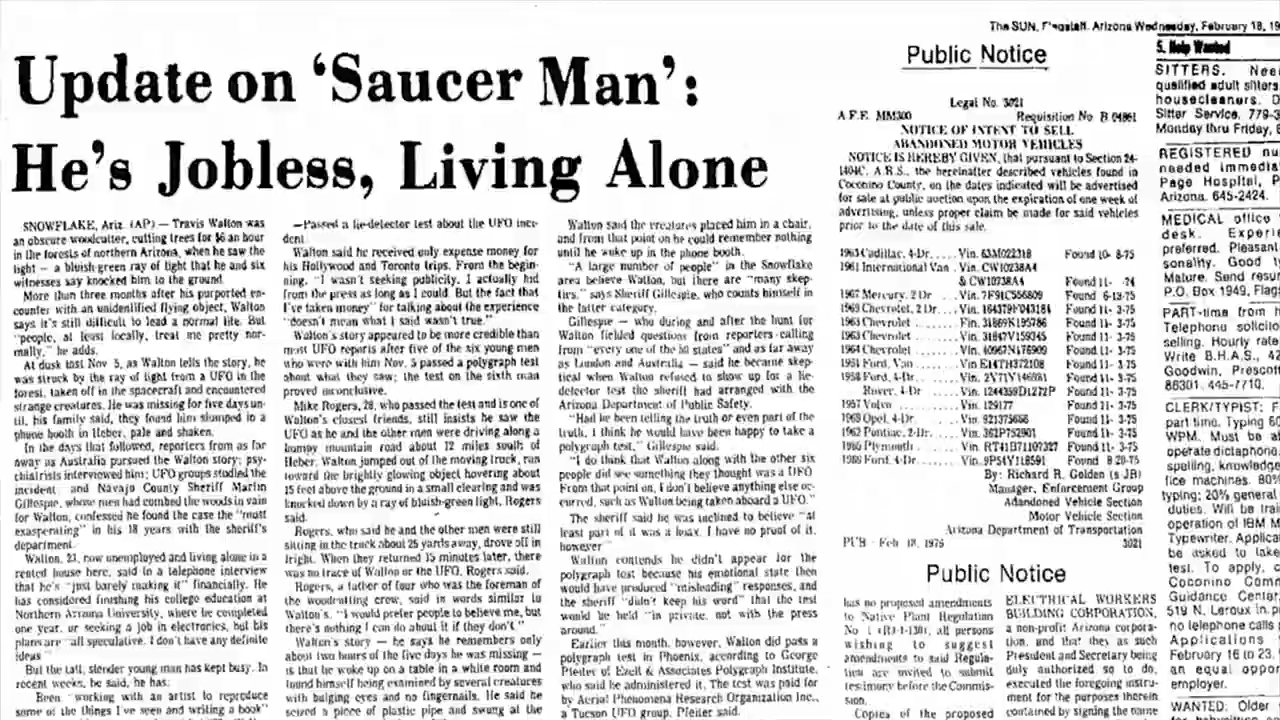 The SUN, Flagstaff, Arizona Wednesday, February 18, 19
Update on ‘Saucer Man’:
He’s Jobless, Living Alone
SNOWFLAKE, Ariz. (AP) — Travis Walton was
an obscure woodcutter, cutting trees for $6 an hour
in the forests of northern Arizona, when he saw the
light — a bluish-green ray of light that he and six
witnesses say knocked him to the ground.
More than three months after his purported en-
counter with an unidentified flying object, Walton
says it's still difficult to lead a normal life. But
"people, at least locally, treat me pretty nor-
mally," he adds.
At dusk last Nov. 5, as Walton tells the story, he
was struck by the ray of light from a UFO in the
forest, taken off in the spacecraft and encountered
strange creatures. He was missing for five days un-
til, his family said, they found him slumped in a
phone booth in Heber, pale and shaken.
In the days that followed, reporters from as far
away as Australia pursued the Walton story; psy-
chiatrists interviewed him; UFO groups studied the
incident and Navajo County Sheriff Marlin
Gillespie, whose men had combed the woods in vain
for Walton, confessed he found the case the "most
exasperating" in his 18 years with the sheriff's
department.
Walton, 23, now unemployed and living alone in a
rented house here, said in a telephone interview
that he's "just barely making it" financially. He
has considered finishing his college education at
Northern Arizona University, where he completed
one year, or seeking a job in electronics, but his
plans are "all speculative. I don't have any definite
ideas
But the tall, slender young man has kept busy. In
recent weeks, he said, he has:
Been "working with an artist to reproduce
some of the things I've seen and writing a book"
—Passed a lie-detector test about the UFO inci-
dent
Walton said he received only expense money for
his Hollywood and Toronto trips. From the begin-
ning, "I wasn't seeking publicity. I actually hid
from the press as long as I could. But the fact that
I've taken money" for talking about the experience
"doesn't mean what I said wasn't true."
Walton's story appeared to be more credible than
most UFO reports after five of the six young men
who were with him Nov. 5 passed a polygraph test
about what they saw; the test on the sixth man
proved inconclusive.
Mike Rogers, 28, who passed the test and is one of
Walton's closest friends, still insists he saw the
UFO as he and the other men were driving along a
bumpy mountain road about 12 miles south of
Heber. Walton jumped out of the moving truck, ran
toward the brightly glowing object hovering about
15 feet above the ground in a small clearing and was
knocked down by a ray of bluish-green light, Rogers
said.
Rogers, who said he and the other men were still
sitting in the truck about 25 yards away, drove off in
fright. When they returned 15 minutes later, there
was no trace of Walton or the UFO, Rogers said.
Rogers, a father of four who was the foreman of
the woodcutting crew, said in words similar to
Walton's, "I would prefer people to believe me, but
there's nothing I can do about it if they don't."
Walton's story — he says he remembers only
about two hours of the five days he was missing —
is that he woke up on a table in a white room and
found himself being examined by several creatures
with bulging eyes and no fingernails. He said he
seized a piece of plastic pipe and swung at the
Walton said the creatures placed him in a chair,
and from that point on he could remember nothing
until he woke up in the phone booth.
"A large number of people" in the Snowflake
area believe Walton, but there are "many skep-
tics," says Sheriff Gillespie, who counts himself in
the latter category.
Gillespie — who during and after the hunt for
Walton fielded questions from reporters calling
from "every one of the 50 states" and as far away
as London and Australia — said he became skep-
tical when Walton refused to show up for a lie-
detector test the sheriff had arranged with the
Arizona Department of Public Safety.
"Had he been telling the truth or even part of the
truth, I think he would have been happy to take a
polygraph test," Gillespie said.
"I do think that Walton along with the other six
people did see something they thought was a UFO
From that point on, I don't believe anything else oc-
curred, such as Walton being taken aboard a UFO."
The sheriff said he was inclined to believe "at
least part of it was a hoax. I have no proof of it,
however
Walton contends he didn't appear for the
polygraph test because his emotional state then
would have produced "misleading" responses, and
the sheriff "didn't keep his word" that the test
would be held "in private, not with the press
around."
Earlier this month, however, Walton did pass a
polygraph test in Phoenix, according to George
Pfeifer of Ezell & Associates Polygraph Institute,
who said he administered it. The test was paid for
by Aerial Phenomena Research Organization Inc.,
a Tucson UFO group, Pfeifer said.
Public Notice
Legal No. 3021
A.F.F. MM300 Requisition No B 04861
NOTICE OF INTENT TO SELL
ABANDONED MOTOR VEHICLES
NOTICE IS HEREBY GIVEN, that pursuant to Section 24-
1404C, A.R.S., the hereinafter described vehicles found in
Coconino County, on the dates indicated will be advertised
for sale at public auction upon the expiration of one week of
advertising, unless proper claim be made for said vehicles
prior to the date of this sale.
Cadillac, 4-Dr. . . . . Vin. 63M022318 Found 10- 8-75
1961 International Van . Vin. CW10238A4
& CW10738A4 Found 11- -74
Mercury, 2 Dr . . . . Vin. 7F91C556809 Found 6-13-75
Chevrolet, 2 Dr. . . . Vin. Found 11- 3-75
Chevrolet . . . . Vin. Found 11- 3-75
Chevrolet . . . . Vin. Found 11- 3-75
Chevrolet . . . . Vin. Found 11- 3-75
Ford, Van . . . . Vin. Found 11- 3-75
Ford, 4-Dr. . . . . Vin. Found 11- 3-75
Rover, 4-Dr . . . . Vin. Found 11- 3-75
Volvo . . . . Vin. 129177 Found 11- 3-75
Opel, 4-Dr. . . . . Vin. 921375666 Found 11- 3-75
Pontiac, 2-Dr. . . . . Vin. 362P752901 Found 11- 3-75
Plymouth . . . . Vin. Found 11- 3-75
Ford, 4-Dr. . . . . Vin. 9P54Y118591 Found 8 20-75
By: Richard R. Golden (s JB)
Manager, Enforcement Group
Abandoned Vehicle Section
Motor Vehicle Section
Arizona Department of Transportation
PUB - Feb 18, 1976 3021
Public Notice
has no proposed amendments
to Native Plant Regulation
No 1 (R3-1-130), all persons
wishing to suggest
amendments to said Regula-
tion are invited to submit
testimony before the Commis-
sion.
Copies of the proposed
ELECTRICAL WORKERS
BUILDING CORPORATION,
a non-profit Arizona corpora-
tion, and that they as such
President and Secretary being
duly authorized so to do,
executed the foregoing instru-
ment for the purposes therein
contained by signing the name
5. Help Wanted
SITTERS. Nee
qualified adult sitters
housecleaners. O
Sitter Service, 779-3
Monday thru Friday,
REGISTERED nu
needed immedia
Page Hospital, P
Arizona. 645-2424.
MEDICAL office
desk. Experie
preferred. Pleasant
sonality. Good ty
Mature. Send resu
P.O. Box 1949, Flags
PART-time from h
Telephone solicito
selling. Hourly rate
Write B.H.A.S., 42
Goodwin, Prescott
86301. 445-7710.
CLERK/TYPIST; F
part time. Typing 60
WPM. Must be a
operate dictaphone,
spelling, knowledge
fice machines. 80%
typing; 20% general
duties. Will be train
operation of IBM M
Typewriter. Applicat
be asked to take
test. To apply, c
Coconino Comm
Guidance Center,
519 N. Leroux in p
no telephone calls p
Applications
February 16 to 23.
an equal oppor
employer.
WANTED: Older